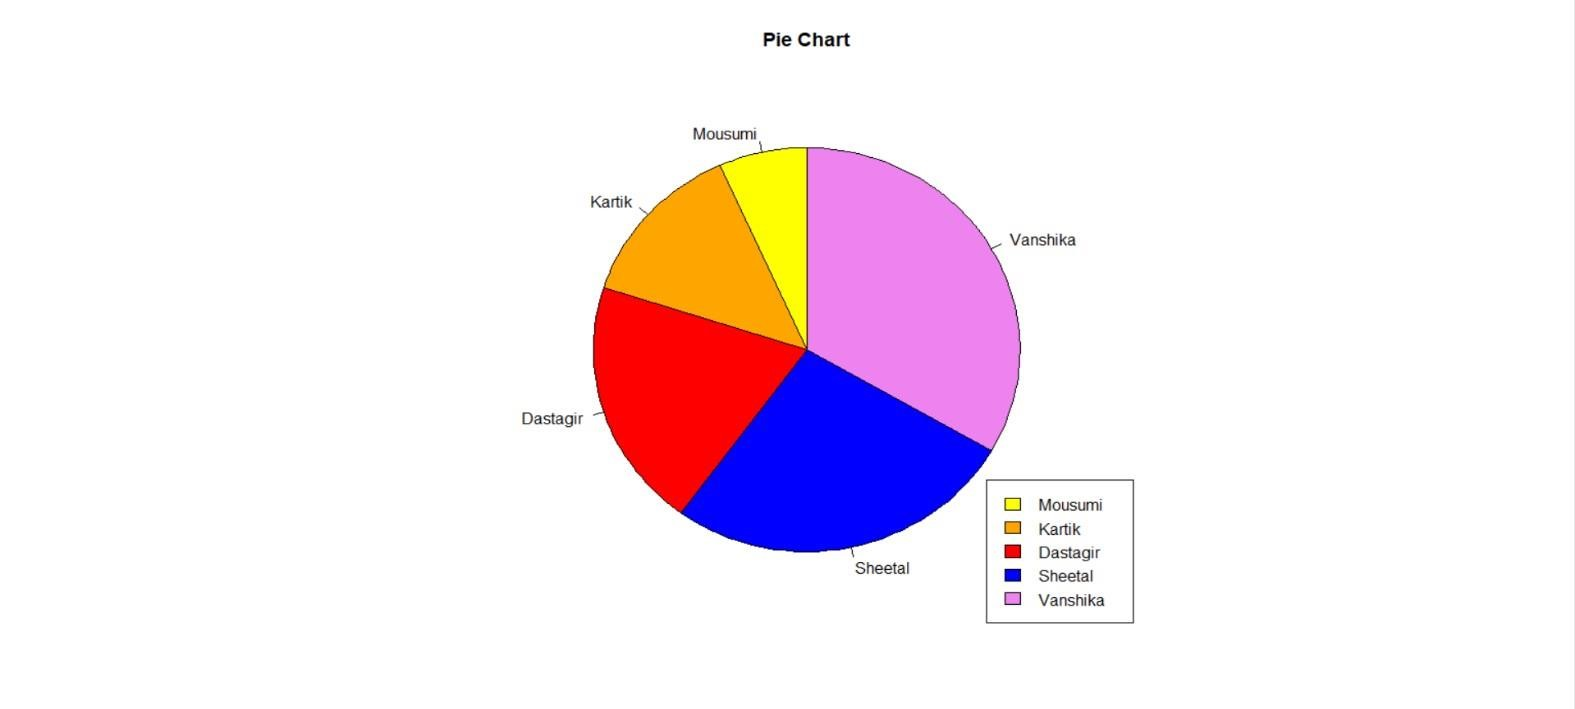 Pie Chart
Mousumi
Kartik
Vanshika
Dastagir
Sheetal
Mousumi
Kartik
Dastagir
Sheetal
Vanshika